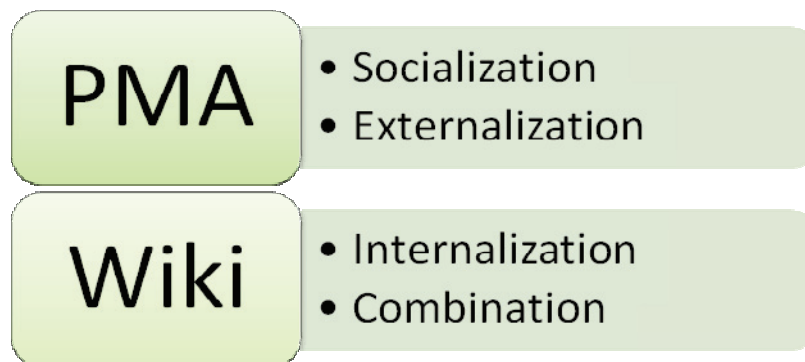 PMA
• Socialization
• Externalization
Wiki
• Internalization
• Combination